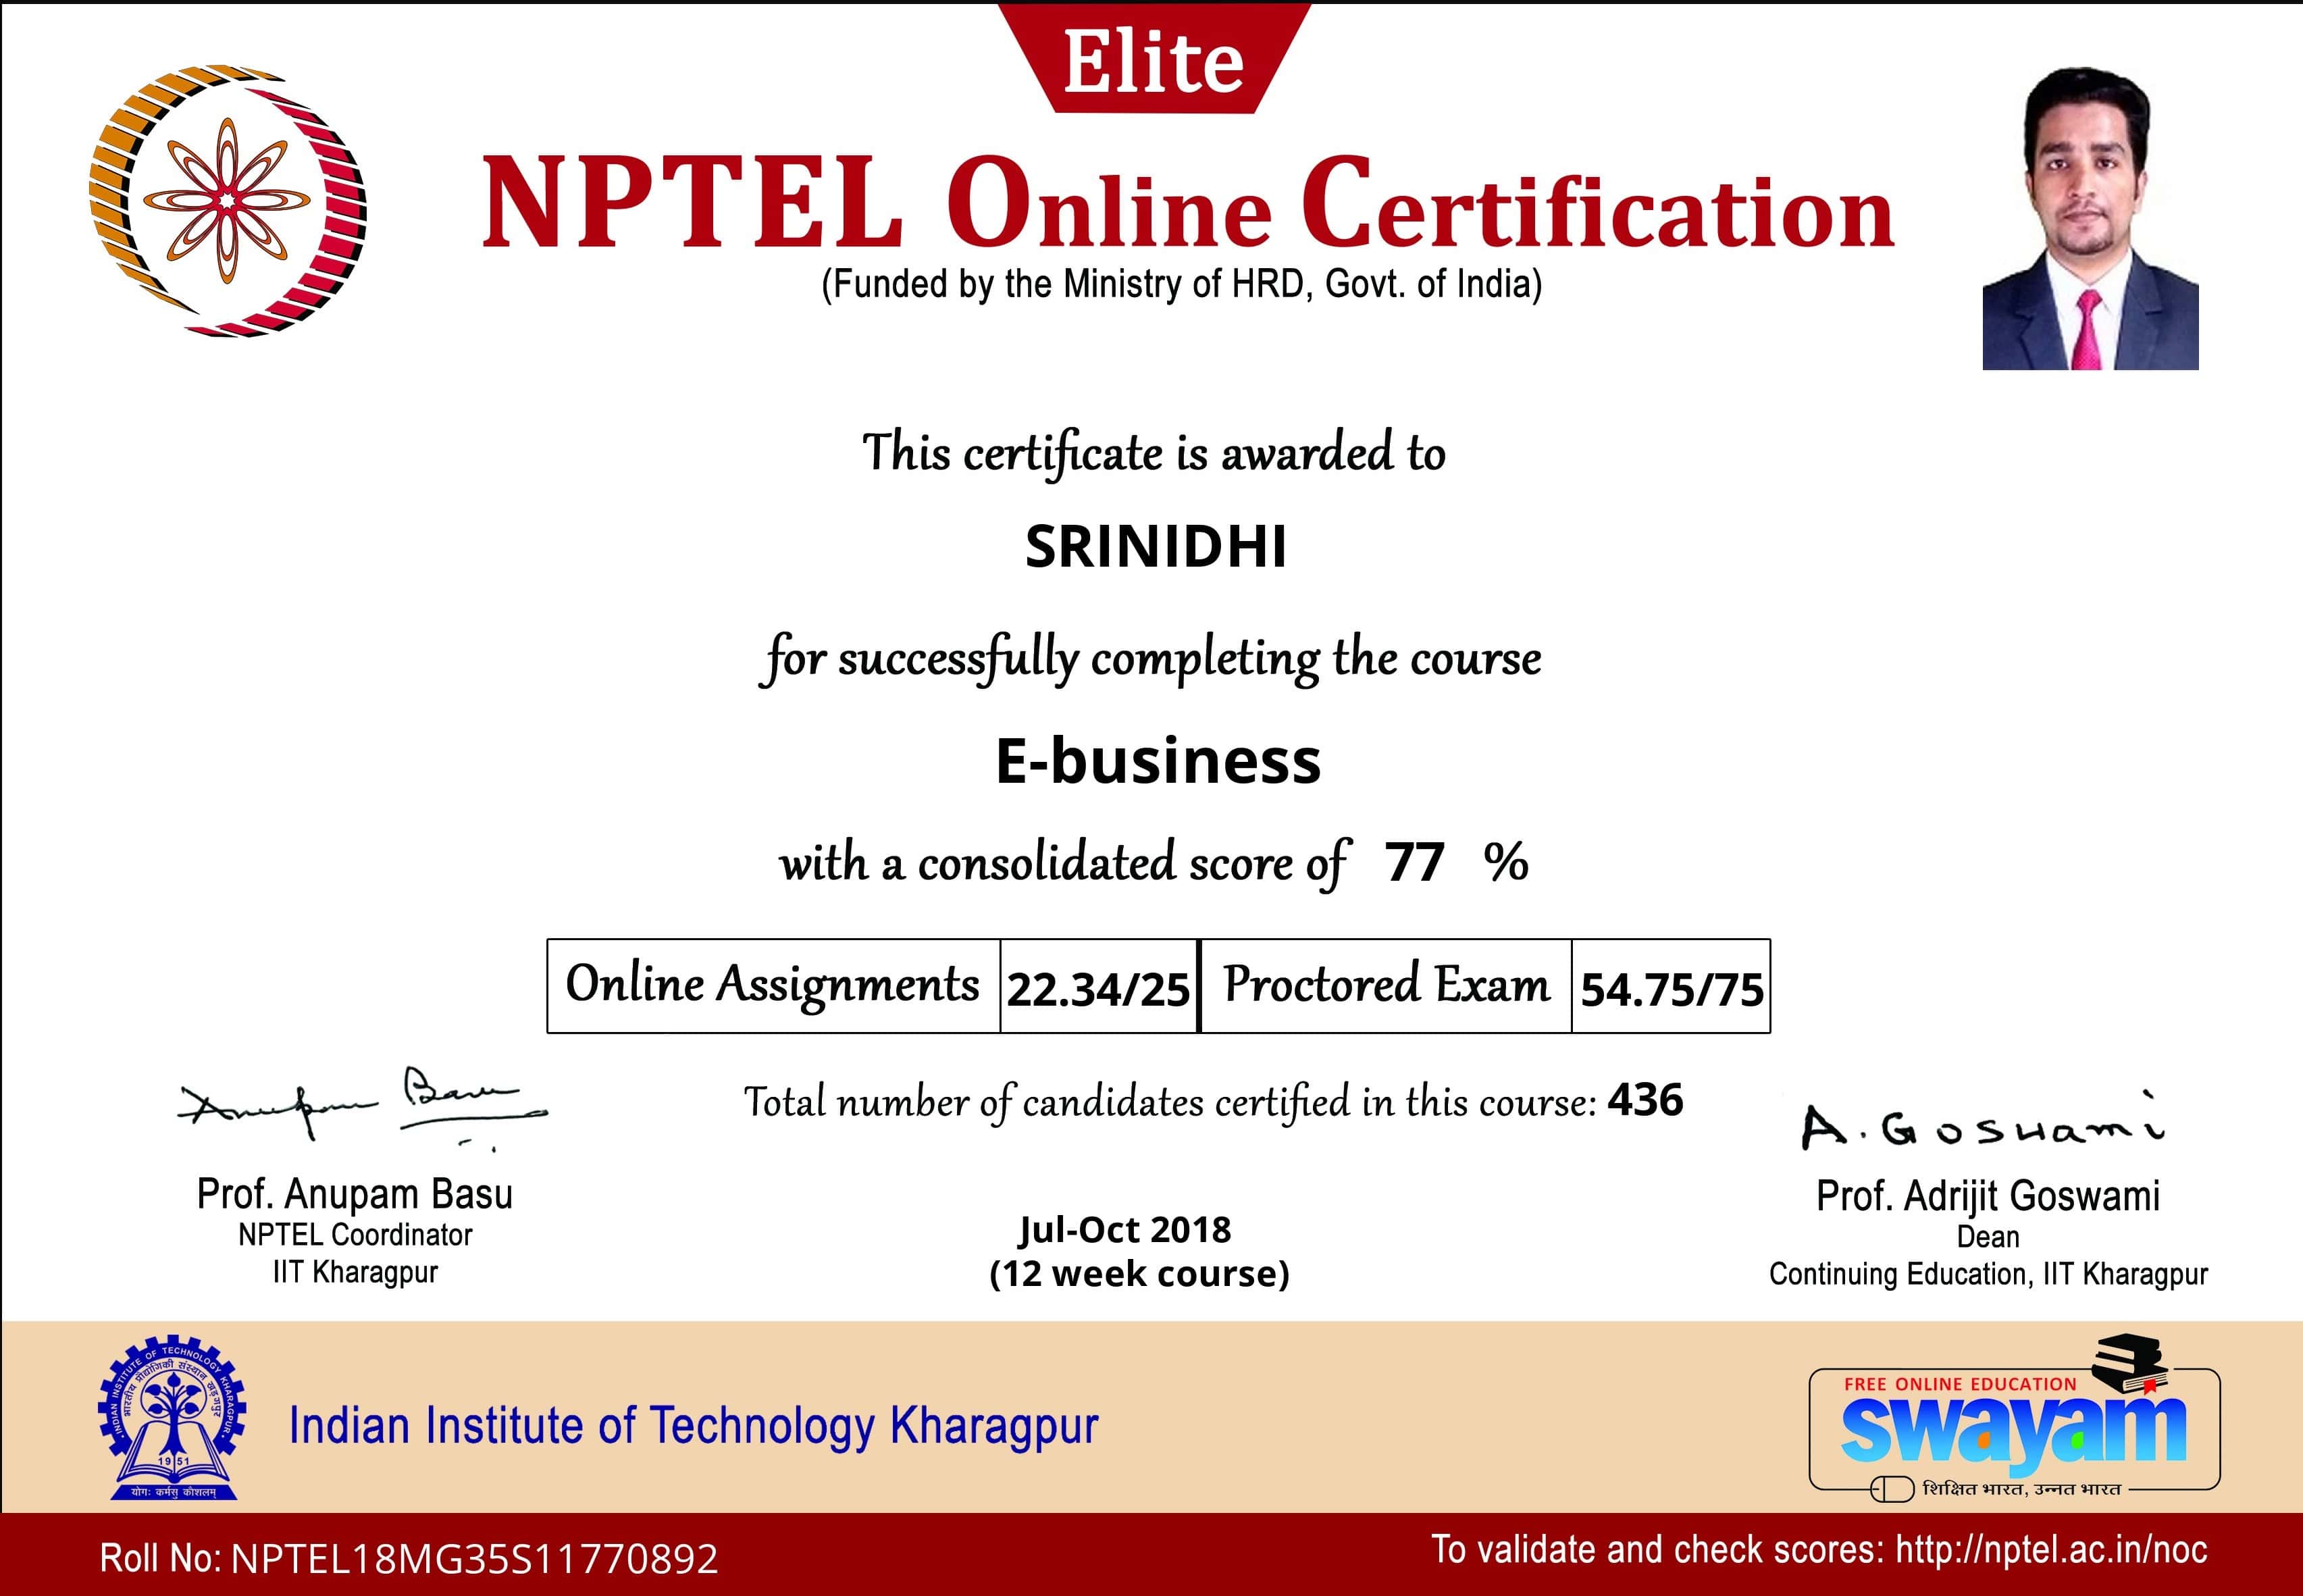 Elite
NPTEL Online Certification
(Funded by the Ministry of HRD, Govt. of India)
This certificate is awarded to
SRINIDHI
for successfully completing the course
E-business
with a consolidated score of 77 %
Online Assignments 22.34/25 Proctored Exam 54.75/75
Total number of candidates certified in this course: 436
Anupam Basu
Prof. Anupam Basu
NPTEL Coordinator
IIT Kharagpur
Jul-Oct 2018
(12 week course)
A. Goswami
Prof. Adrijit Goswami
Dean
Continuing Education, IIT Kharagpur
INDIAN INSTITUTE OF TECHNOLOGY KHARAGPUR
भारतीय प्रौद्योगिकी संस्थान खड़गपुर
1951
योगः कर्मसु कौशलम्
Indian Institute of Technology Kharagpur
FREE ONLINE EDUCATION
swayam
शिक्षित भारत, उन्नत भारत
Roll No: NPTEL18MG35S11770892
To validate and check scores: http://nptel.ac.in/noc